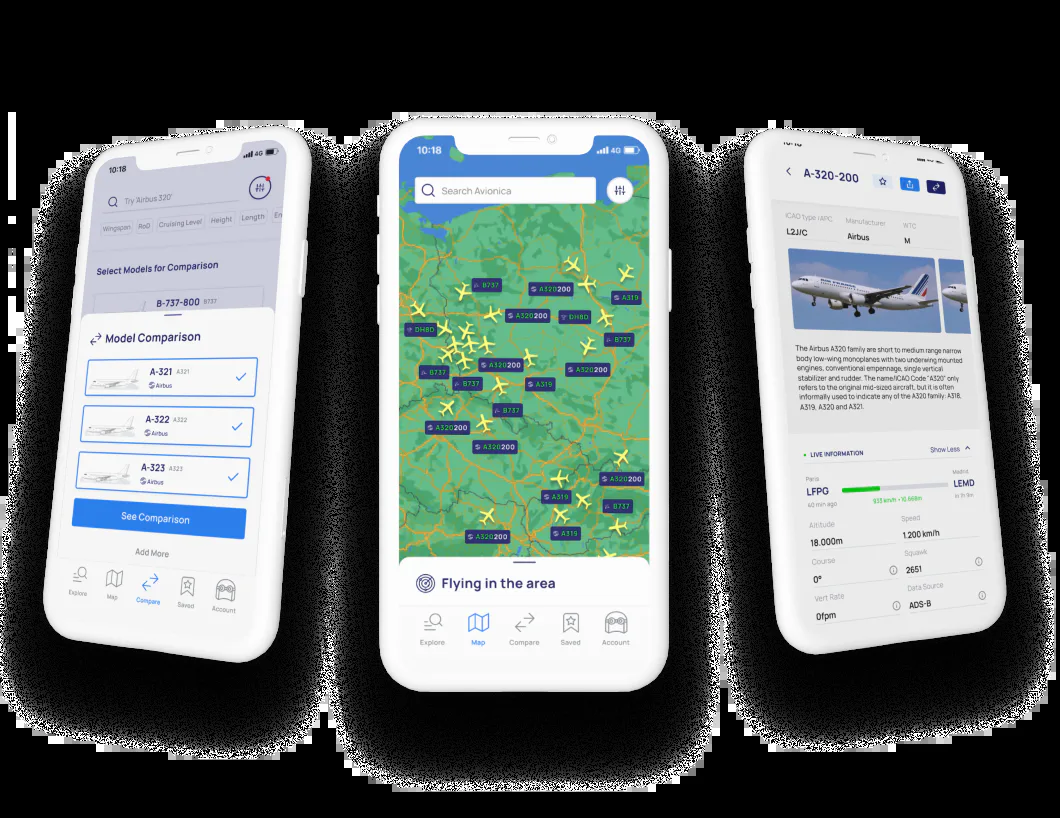 10:18
4G
Try 'Airbus 320'
Wingspan RoD Cruising Level Height Length En
Select Models for Comparison
B-737-800 B737
Model Comparison
A-321 A321
Airbus
A-322 A322
Airbus
A-323 A323
Airbus
See Comparison
Add More
Explore Map Compare Saved Account
10:18
4G
Search Avionica
B737
A320200
A319
A320200
DH8D
DH8D
B737
A320200
A320200
B737
B737
A319
B737
A320200
A320200
A320200
A319
B737
A320200
A319
Flying in the area
Explore Map Compare Saved Account
A-320-200
ICAO type /APC Manufacturer WTC
L2J/C Airbus M
The Airbus A320 family are short to medium range narrow
body low-wing monoplanes with two underwing mounted
engines, conventional empennage, single vertical
stabilizer and rudder. The name/ICAO Code "A320" only
refers to the original mid-sized aircraft, but it is often
informally used to indicate any of the A320 family: A318,
A319, A320 and A321.
LIVE INFORMATION Show Less
Paris Madrid
LFPG LEMD
40 min ago 933 km/h • 10.668m in 1h 9m
Altitude Speed
18.000m 1.200 km/h
Course Squawk
0° 2651
Vert Rate Data Source
0fpm ADS-B